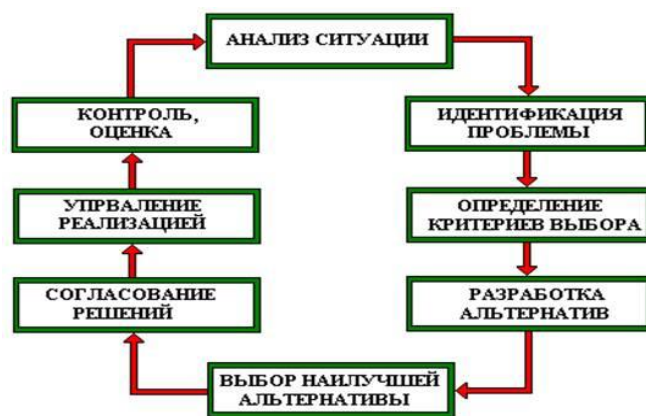 АНАЛИЗ СИТУАЦИИ
ИДЕНТИФИКАЦИЯ
ПРОБЛЕМЫ
ОПРЕДЕЛЕНИЕ
КРИТЕРИЕВ ВЫБОРА
РАЗРАБОТКА
АЛЬТЕРНАТИВ
ВЫБОР НАИЛУЧШЕЙ
АЛЬТЕРНАТИВЫ
СОГЛАСОВАНИЕ
РЕШЕНИЙ
УПРВАЛЕНИЕ
РЕАЛИЗАЦИЕЙ
КОНТРОЛЬ,
ОЦЕНКА